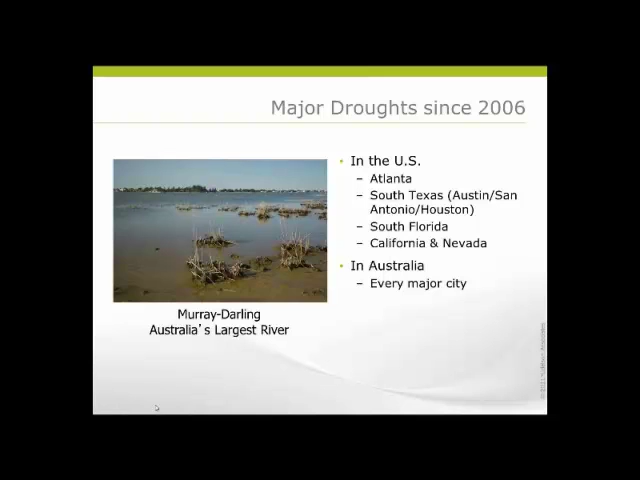 Major Droughts since 2006
• In the U.S.
– Atlanta
– South Texas (Austin/San
Antonio/Houston)
– South Florida
– California & Nevada
• In Australia
– Every major city
Murray-Darling
Australia's Largest River